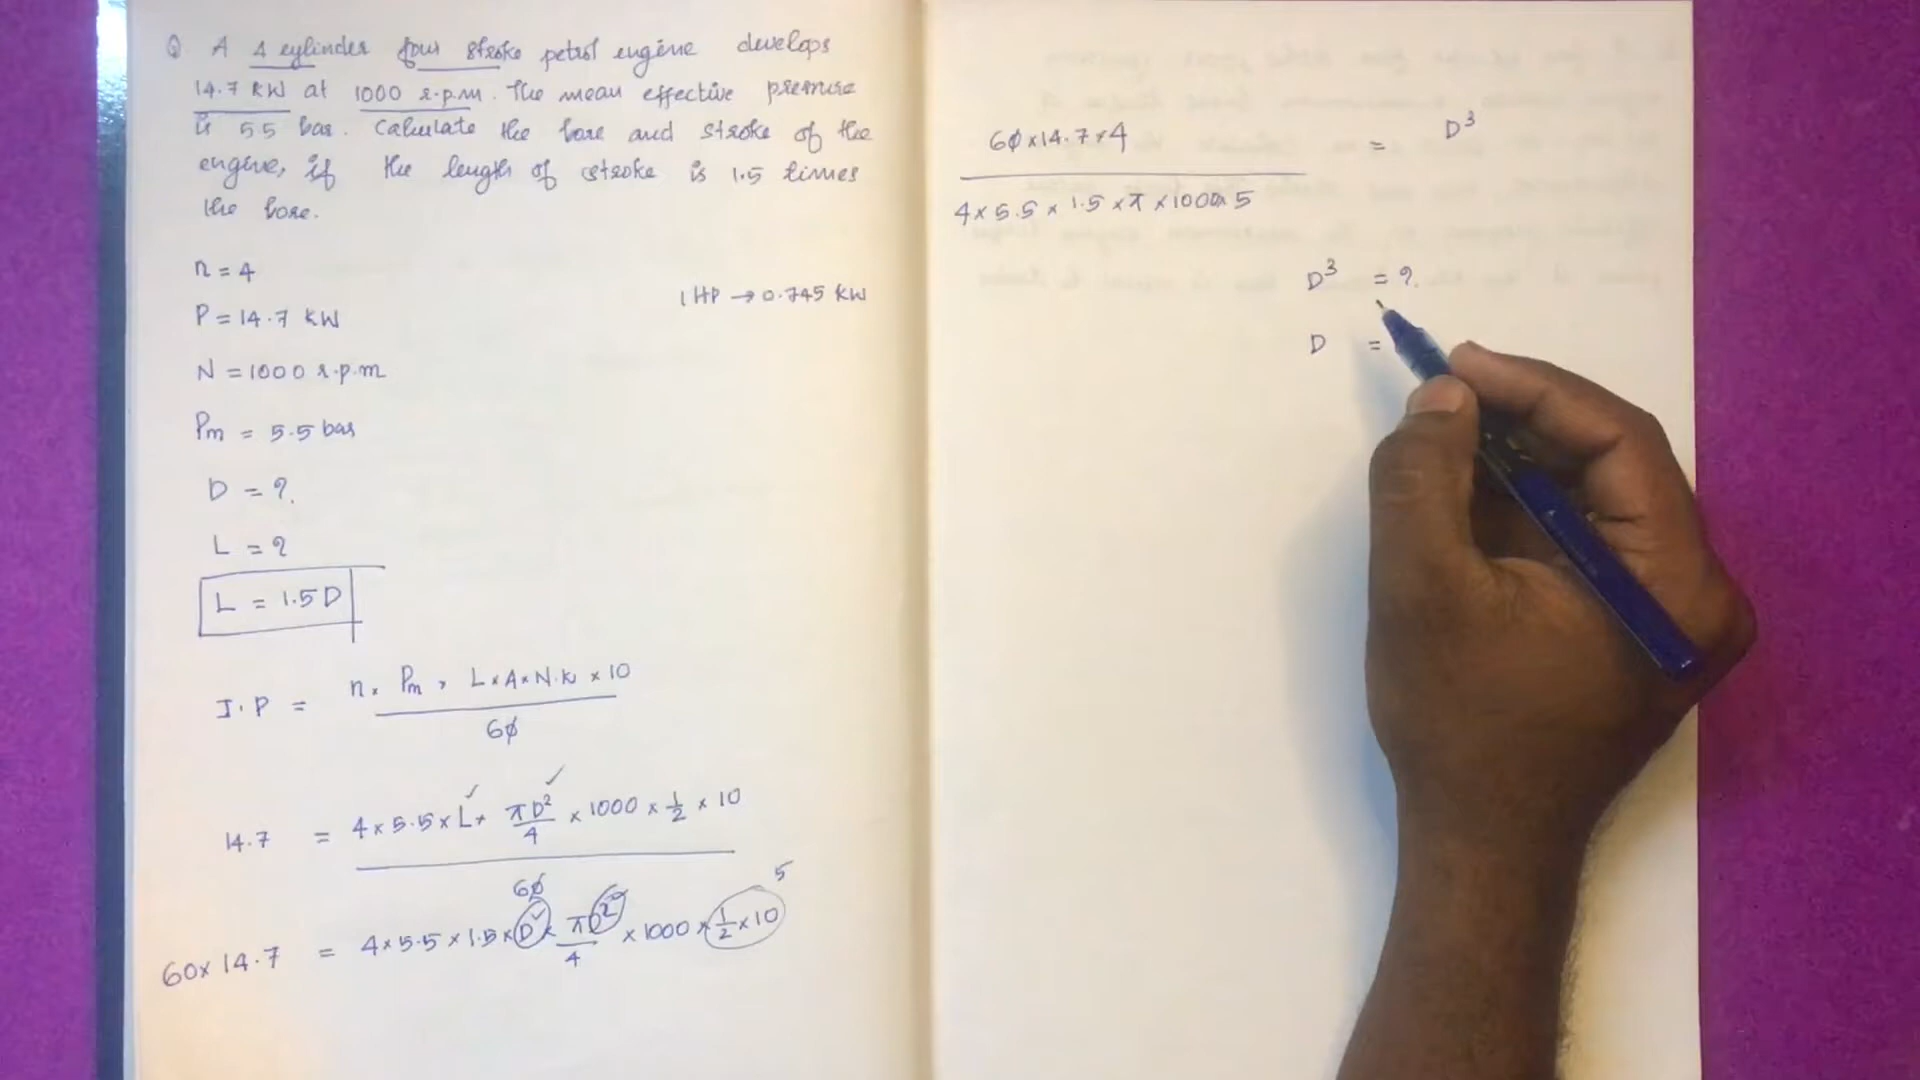 Q A 4 cylinder four stroke petrol engine develops
14.7 KW at 1000 r.p.m. The mean effective pressure
is 5.5 bar. Calculate the bore and stroke of the
engine, if the length of stroke is 1.5 times
the bore.
n = 4
1 HP → 0.745 KW
P = 14.7 KW
N = 1000 r.p.m
Pm = 5.5 bar
D = ?
L = ?
L = 1.5 D
I.P = n × Pm × L × A × N.K × 10
60
14.7 = 4 × 5.5 × L × πD²/4 × 1000 × 1/2 × 10
60
5
60 × 14.7 = 4 × 5.5 × 1.5 × D × πD²/4 × 1000 × 1/2 × 10
60 × 14.7 × 4 = D³
4 × 5.5 × 1.5 × π × 1000 × 5
D³ = ?
D =